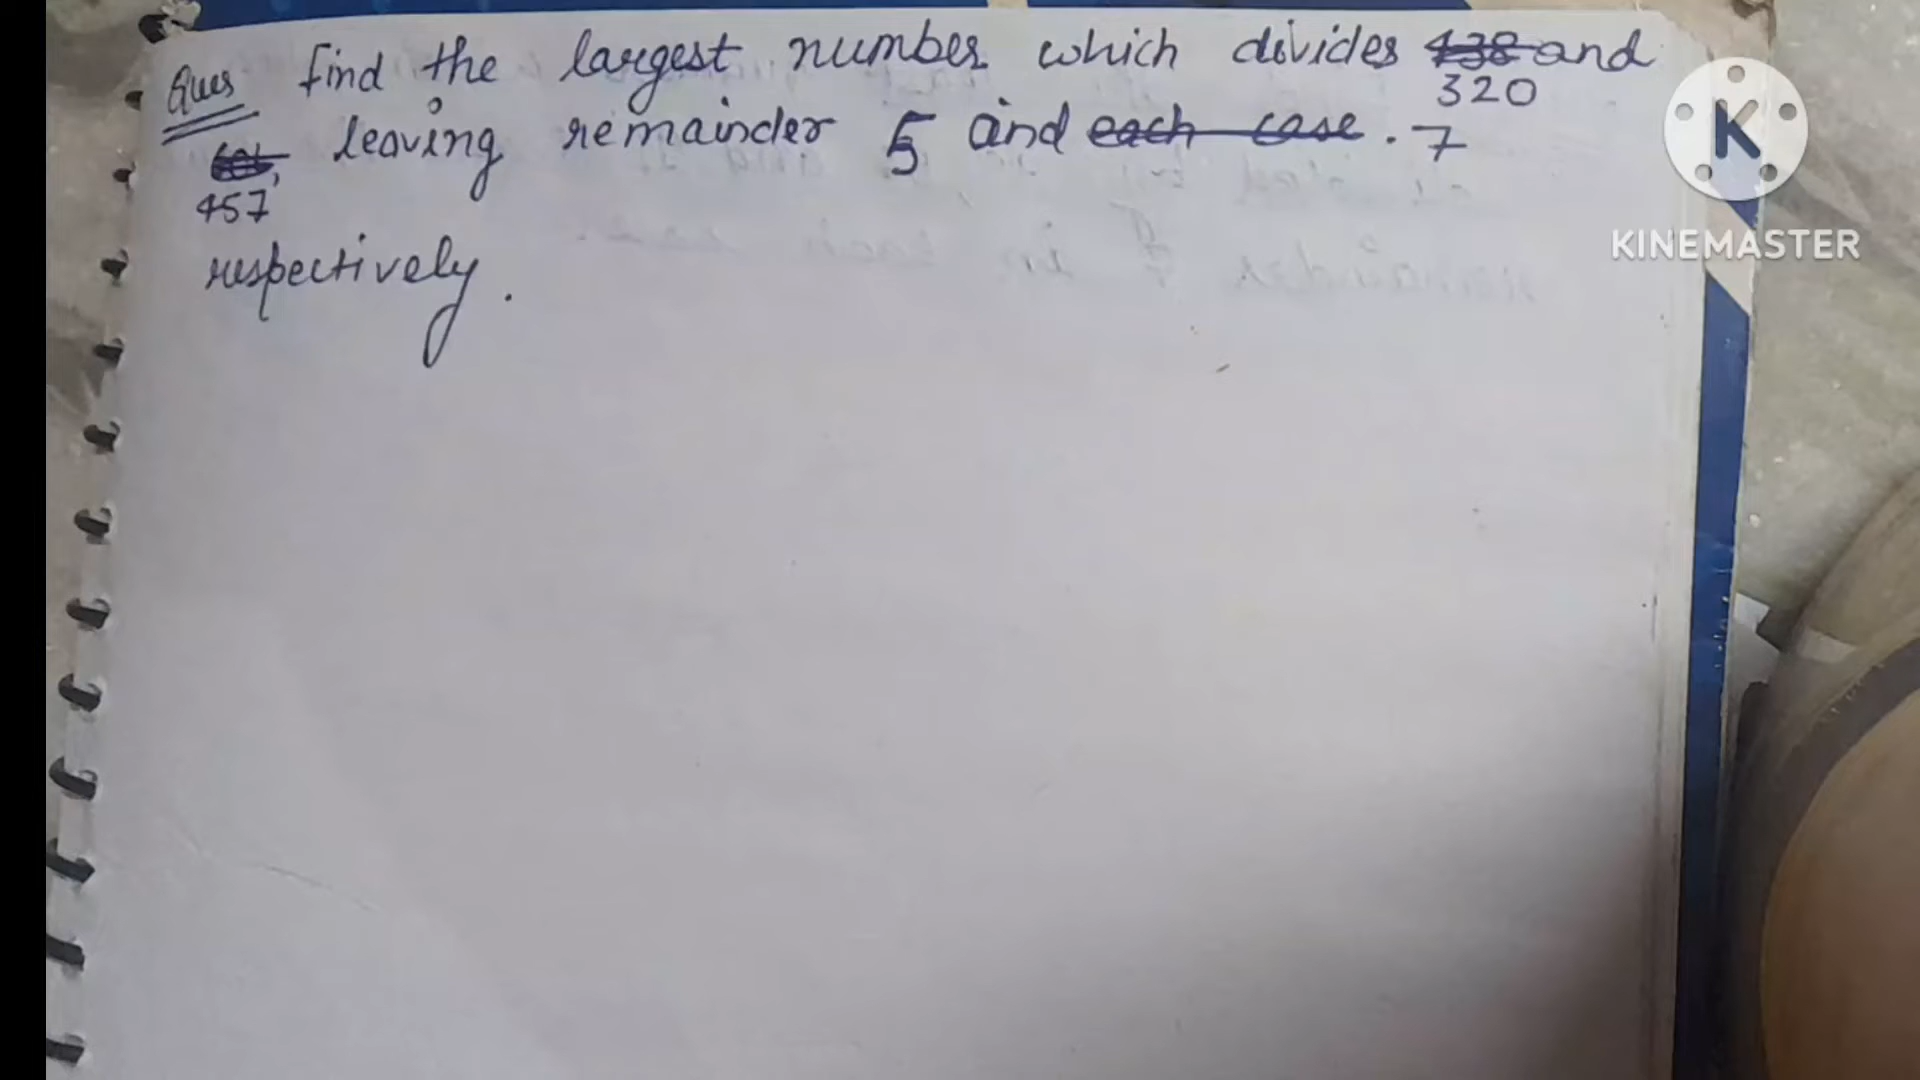 Ques find the largest number which divides 438 and
320
leaving remainder 5 and each case . 7
457
respectively .
K
KINEMASTER